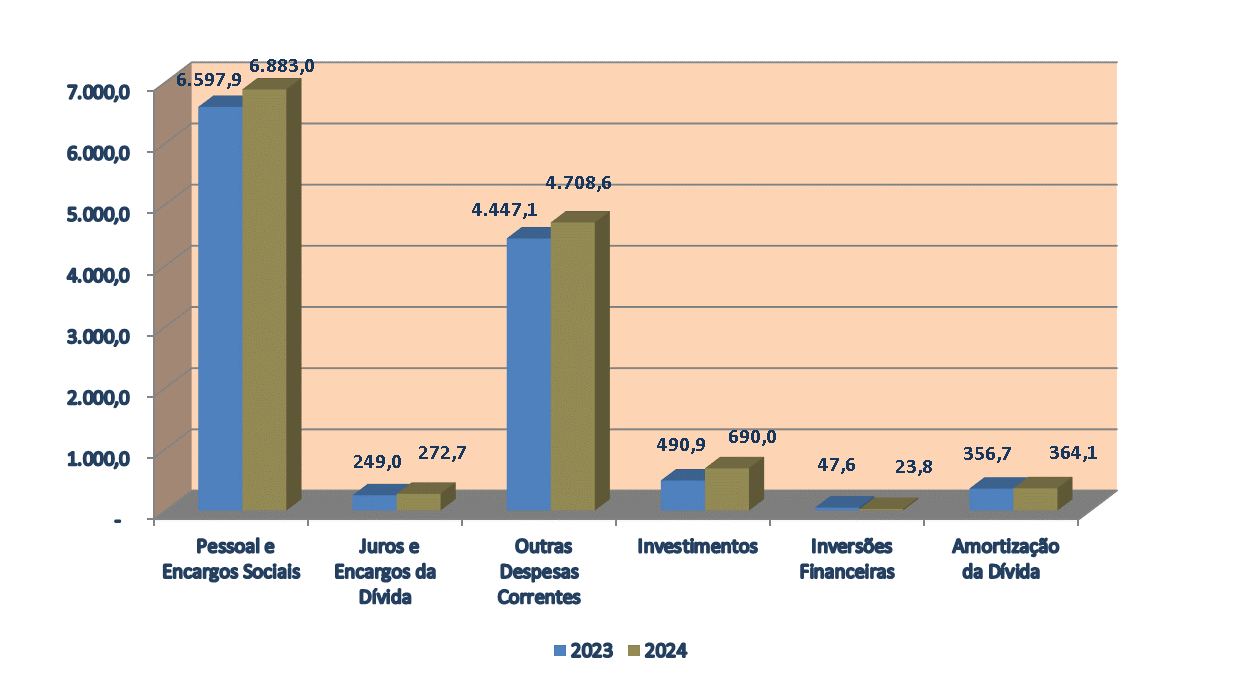 6.597,9
6.883,0
4.447,1
4.708,6
249,0
272,7
490,9
690,0
47,6
23,8
356,7
364,1
7.000,0
6.000,0
5.000,0
4.000,0
3.000,0
2.000,0
1.000,0
-
Pessoal e
Encargos Sociais
Juros e
Encargos da
Dívida
Outras
Despesas
Correntes
Investimentos
Inversões
Financeiras
Amortização
da Dívida
2023
2024